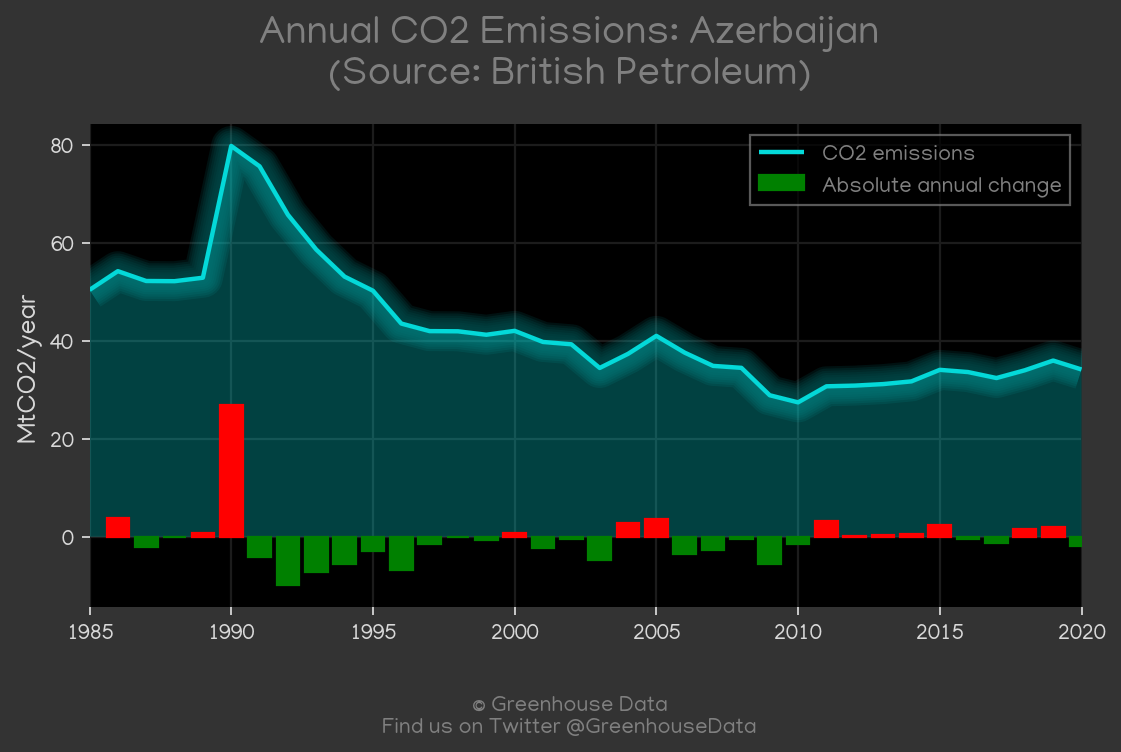 Annual CO2 Emissions: Azerbaijan
(Source: British Petroleum)
CO2 emissions
Absolute annual change
MtCO2/year
80
60
40
20
0
1985 1990 1995 2000 2005 2010 2015 2020
© Greenhouse Data
Find us on Twitter @GreenhouseData